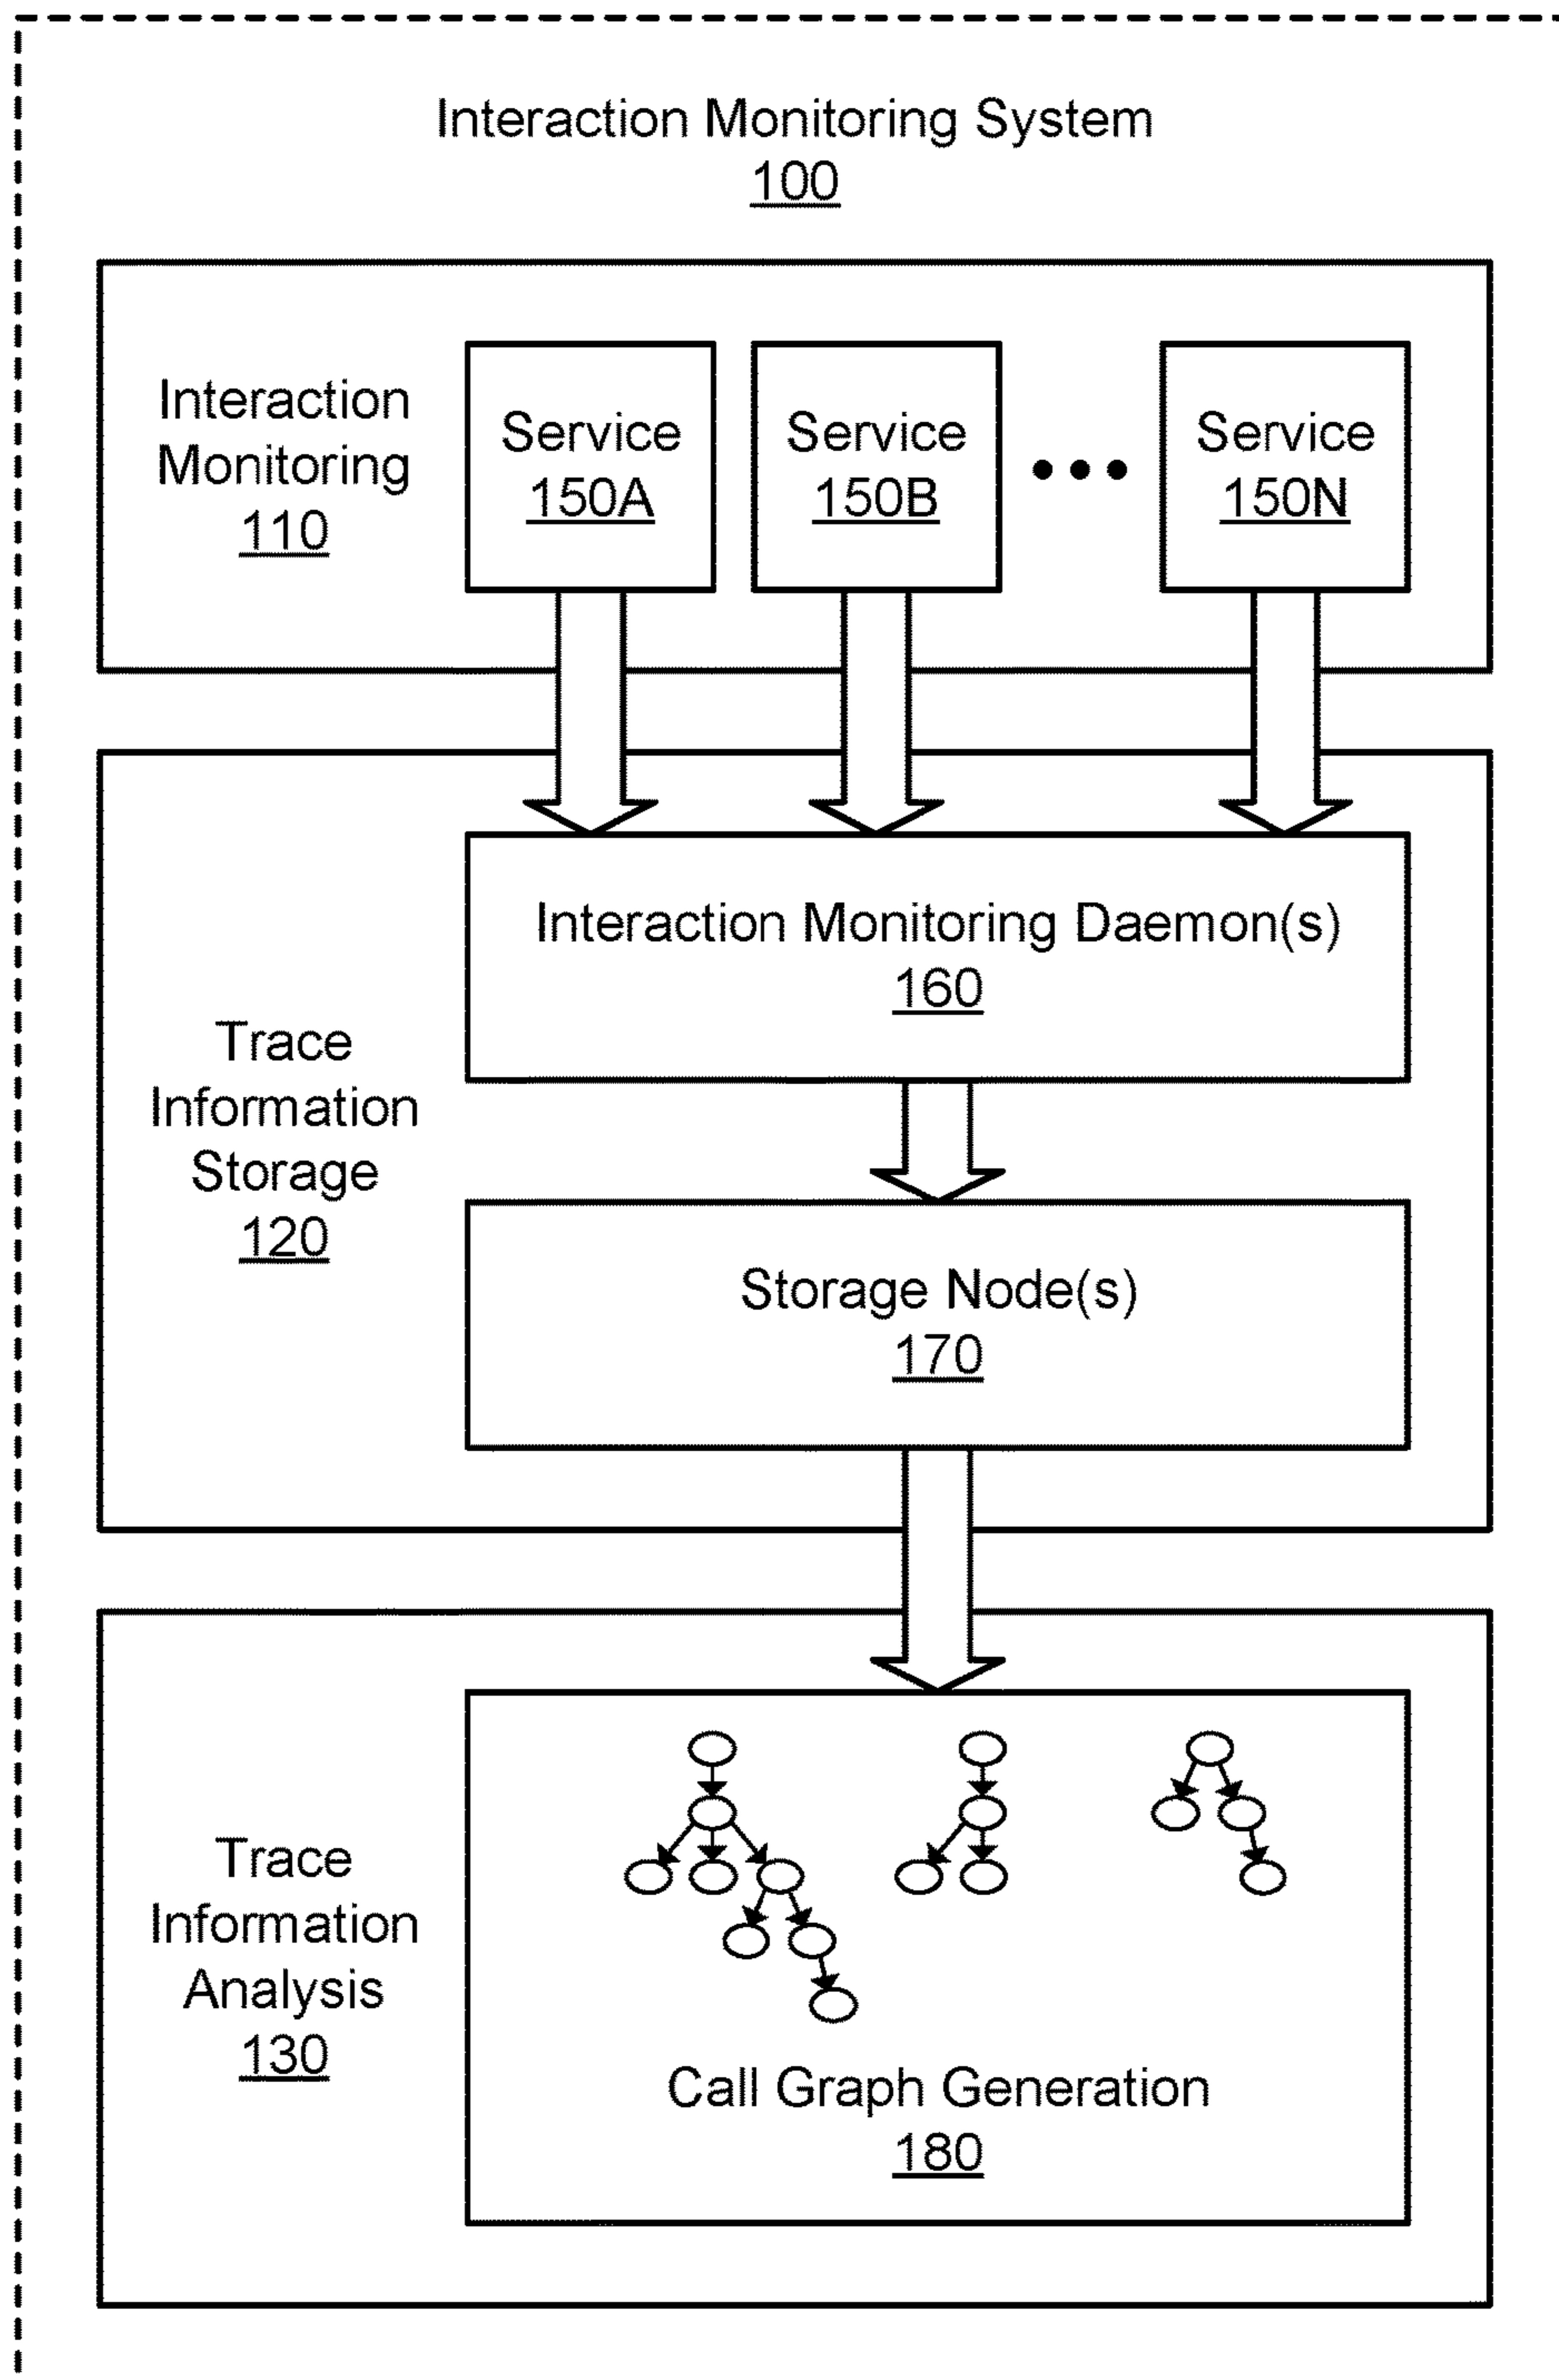 Interaction Monitoring System
100
Interaction
Monitoring
110
Service
150A
Service
150B
Service
150N
Interaction Monitoring Daemon(s)
160
Trace
Information
Storage
120
Storage Node(s)
170
Trace
Information
Analysis
130
Call Graph Generation
180